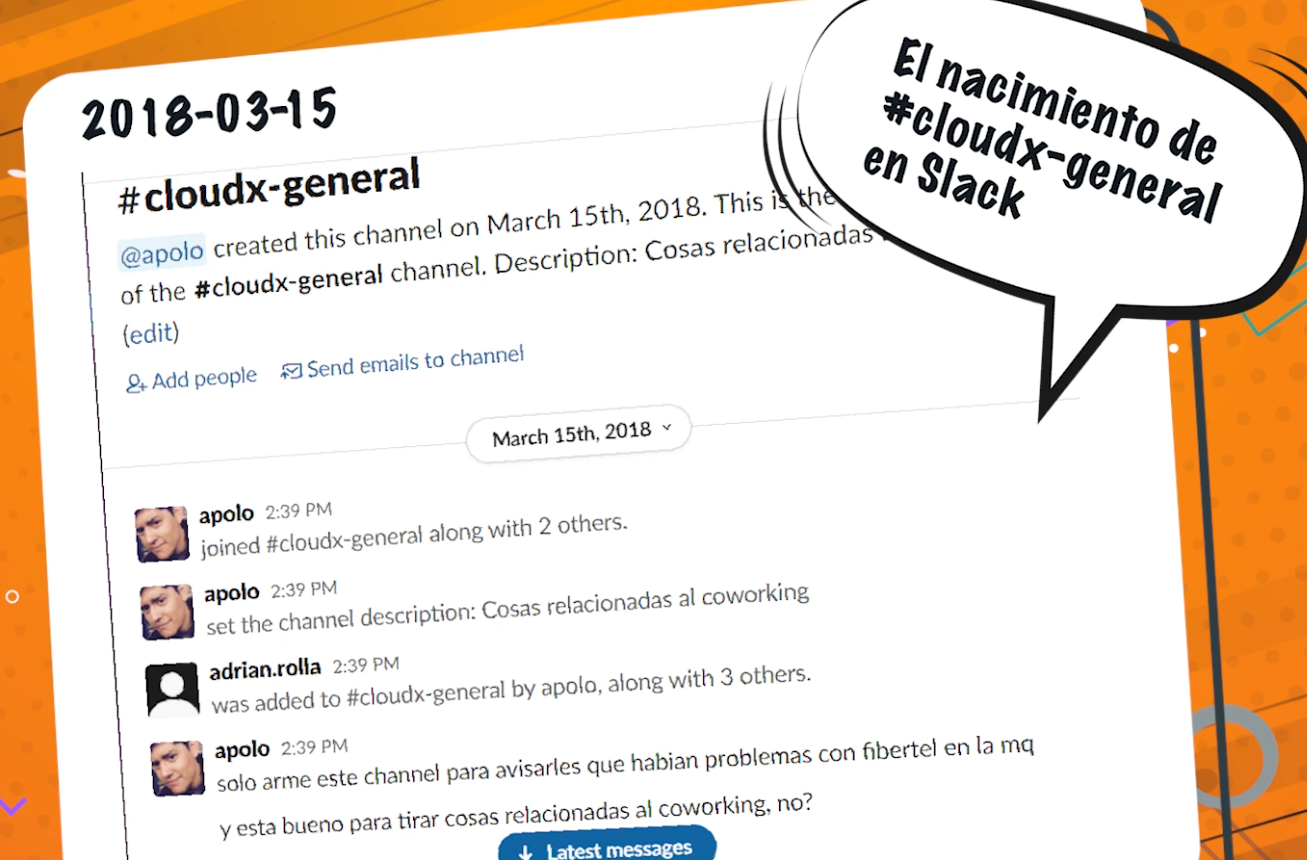 2018-03-15
El nacimiento de
#cloudx-general
en Slack
#cloudx-general
@apolo created this channel on March 15th, 2018. This is the
of the #cloudx-general channel. Description: Cosas relacionadas
(edit)
Add people Send emails to channel
March 15th, 2018
apolo 2:39 PM
joined #cloudx-general along with 2 others.
apolo 2:39 PM
set the channel description: Cosas relacionadas al coworking
adrian.rolla 2:39 PM
was added to #cloudx-general by apolo, along with 3 others.
apolo 2:39 PM
solo arme este channel para avisarles que habian problemas con fibertel en la mq
y esta bueno para tirar cosas relacionadas al coworking, no?
Latest messages